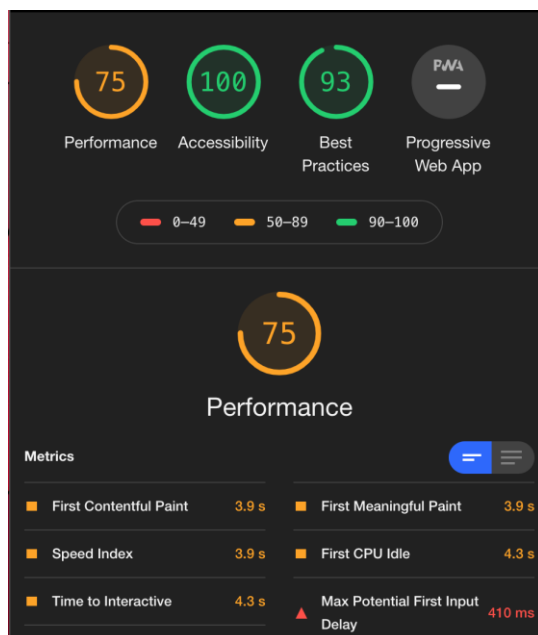 75
100
93
PWA
Performance
Accessibility
Best
Practices
Progressive
Web App
0–49
50–89
90–100
75
Performance
Metrics
First Contentful Paint 3.9 s
First Meaningful Paint 3.9 s
Speed Index 3.9 s
First CPU Idle 4.3 s
Time to Interactive 4.3 s
Max Potential First Input
Delay 410 ms